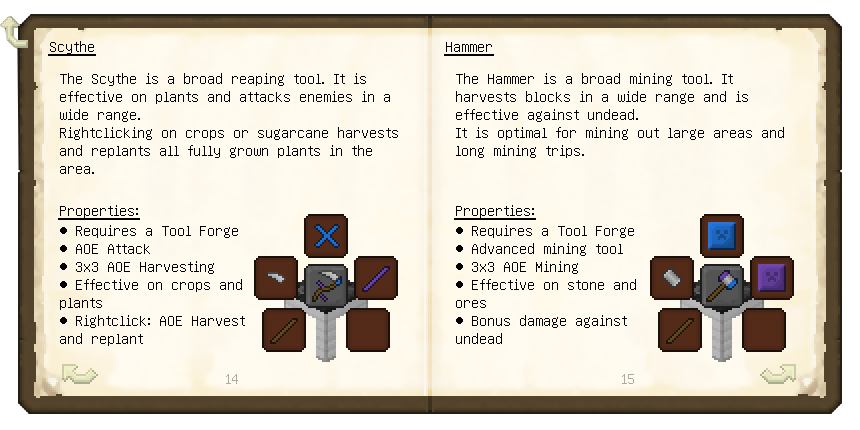 Scythe
The Scythe is a broad reaping tool. It is
effective on plants and attacks enemies in a
wide range.
Rightclicking on crops or sugarcane harvests
and replants all fully grown plants in the
area.
Properties:
• Requires a Tool Forge
• AOE Attack
• 3x3 AOE Harvesting
• Effective on crops and
plants
• Rightclick: AOE Harvest
and replant
14
Hammer
The Hammer is a broad mining tool. It
harvests blocks in a wide range and is
effective against undead.
It is optimal for mining out large areas and
long mining trips.
Properties:
• Requires a Tool Forge
• Advanced mining tool
• 3x3 AOE Mining
• Effective on stone and
ores
• Bonus damage against
undead
15